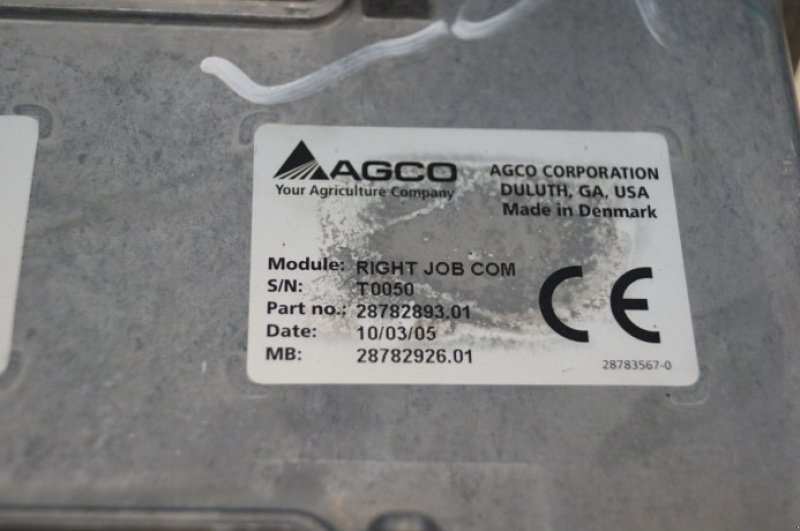 AGCO
Your Agriculture Company
AGCO CORPORATION
DULUTH, GA, USA
Made in Denmark
Module: RIGHT JOB COM
S/N: T0050
Part no.: 28782893.01
Date: 10/03/05
MB: 28782926.01
CE
28783567-0